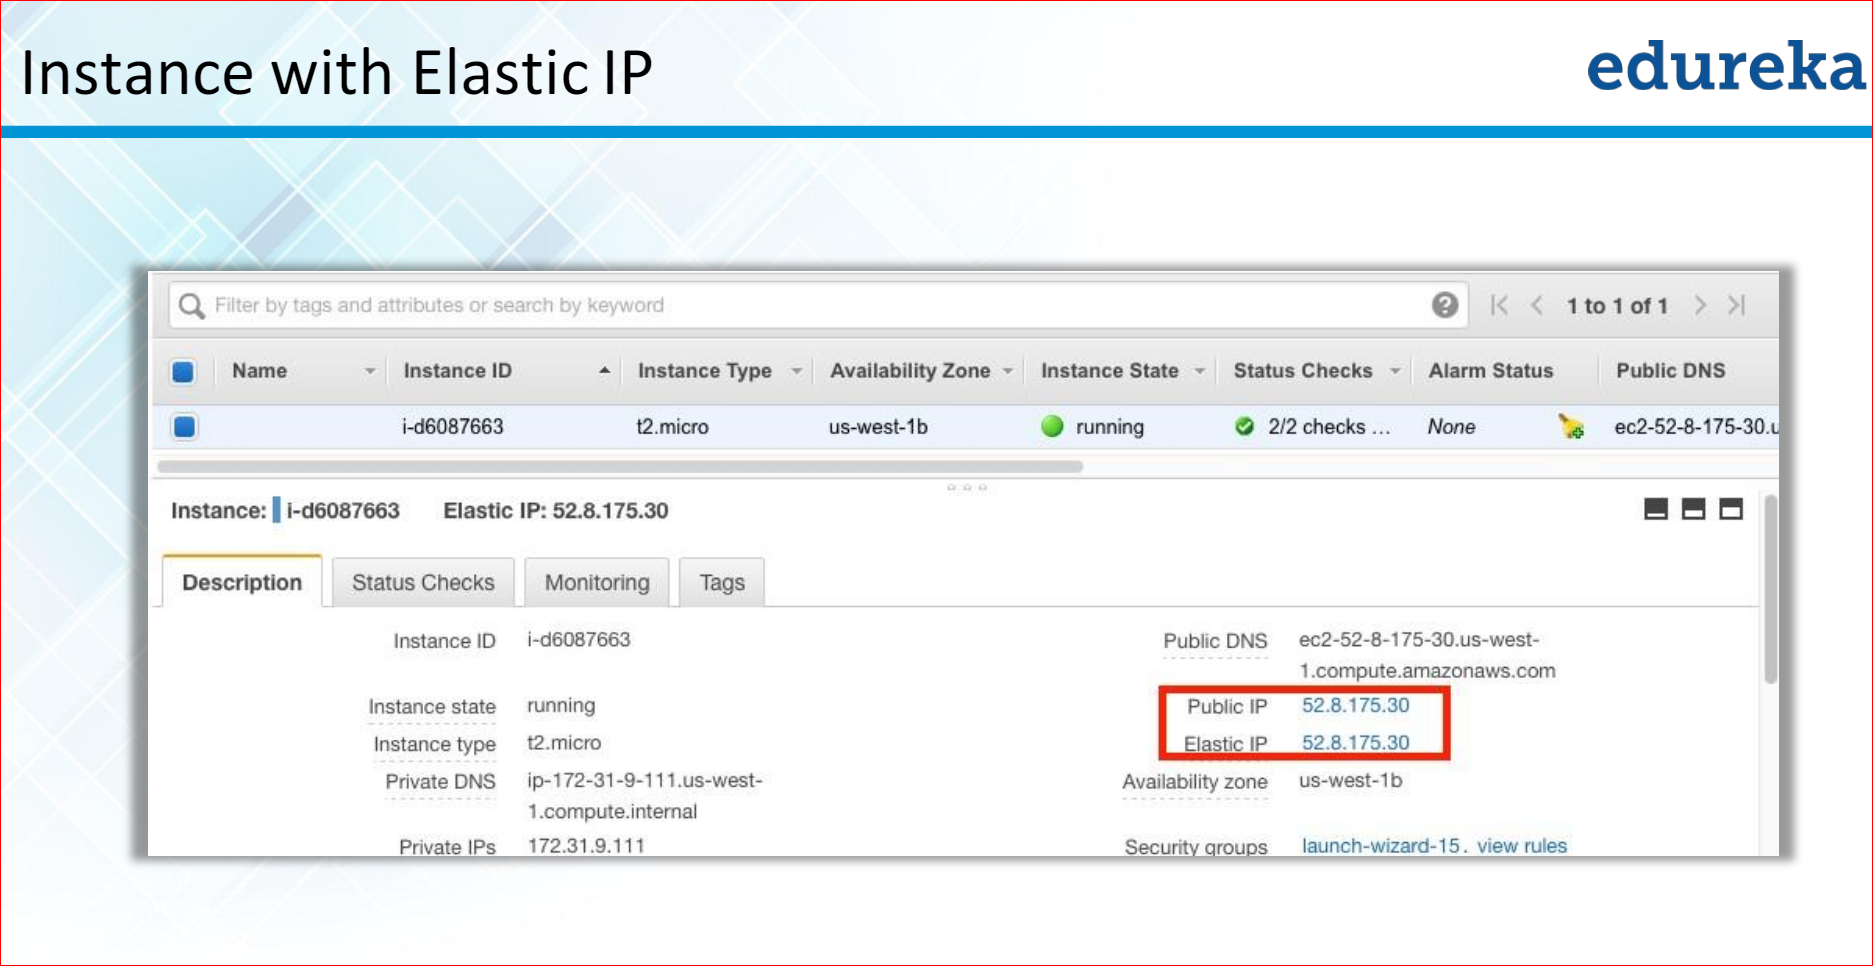 Instance with Elastic IP
edureka
Filter by tags and attributes or search by keyword
1 to 1 of 1
Name Instance ID Instance Type Availability Zone Instance State Status Checks Alarm Status Public DNS
i-d6087663 t2.micro us-west-1b running 2/2 checks ... None ec2-52-8-175-30.u
Instance: i-d6087663 Elastic IP: 52.8.175.30
Description Status Checks Monitoring Tags
Instance ID i-d6087663 Public DNS ec2-52-8-175-30.us-west-
1.compute.amazonaws.com
Instance state running Public IP 52.8.175.30
Instance type t2.micro Elastic IP 52.8.175.30
Private DNS ip-172-31-9-111.us-west- Availability zone us-west-1b
1.compute.internal
Private IPs 172.31.9.111 Security groups launch-wizard-15. view rules